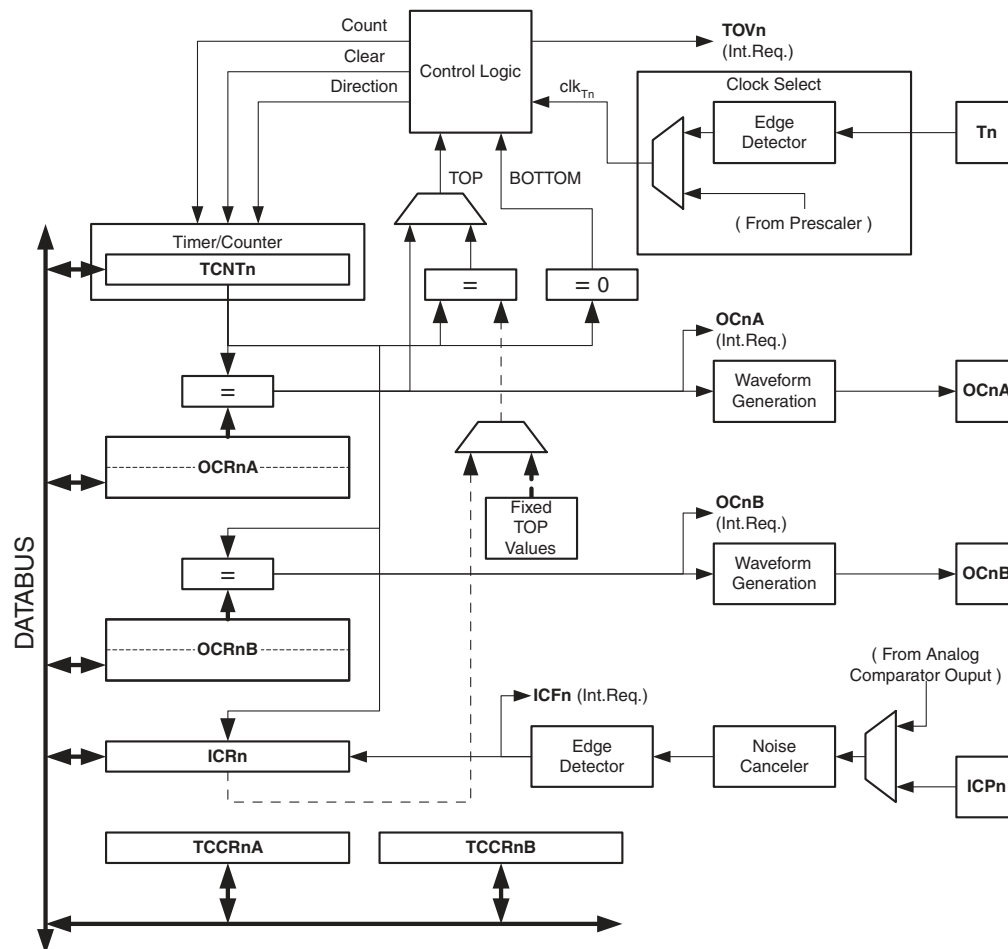 Count
Clear
Direction
Control Logic
TOVn
(Int.Req.)
clkTn
Clock Select
Edge
Detector
Tn
( From Prescaler )
TOP
BOTTOM
Timer/Counter
TCNTn
=
= 0
OCnA
(Int.Req.)
=
Waveform
Generation
OCnA
OCRnA
Fixed
TOP
Values
OCnB
(Int.Req.)
=
Waveform
Generation
OCnB
OCRnB
DATABUS
( From Analog
Comparator Ouput )
ICFn (Int.Req.)
ICRn
Edge
Detector
Noise
Canceler
ICPn
TCCRnA
TCCRnB